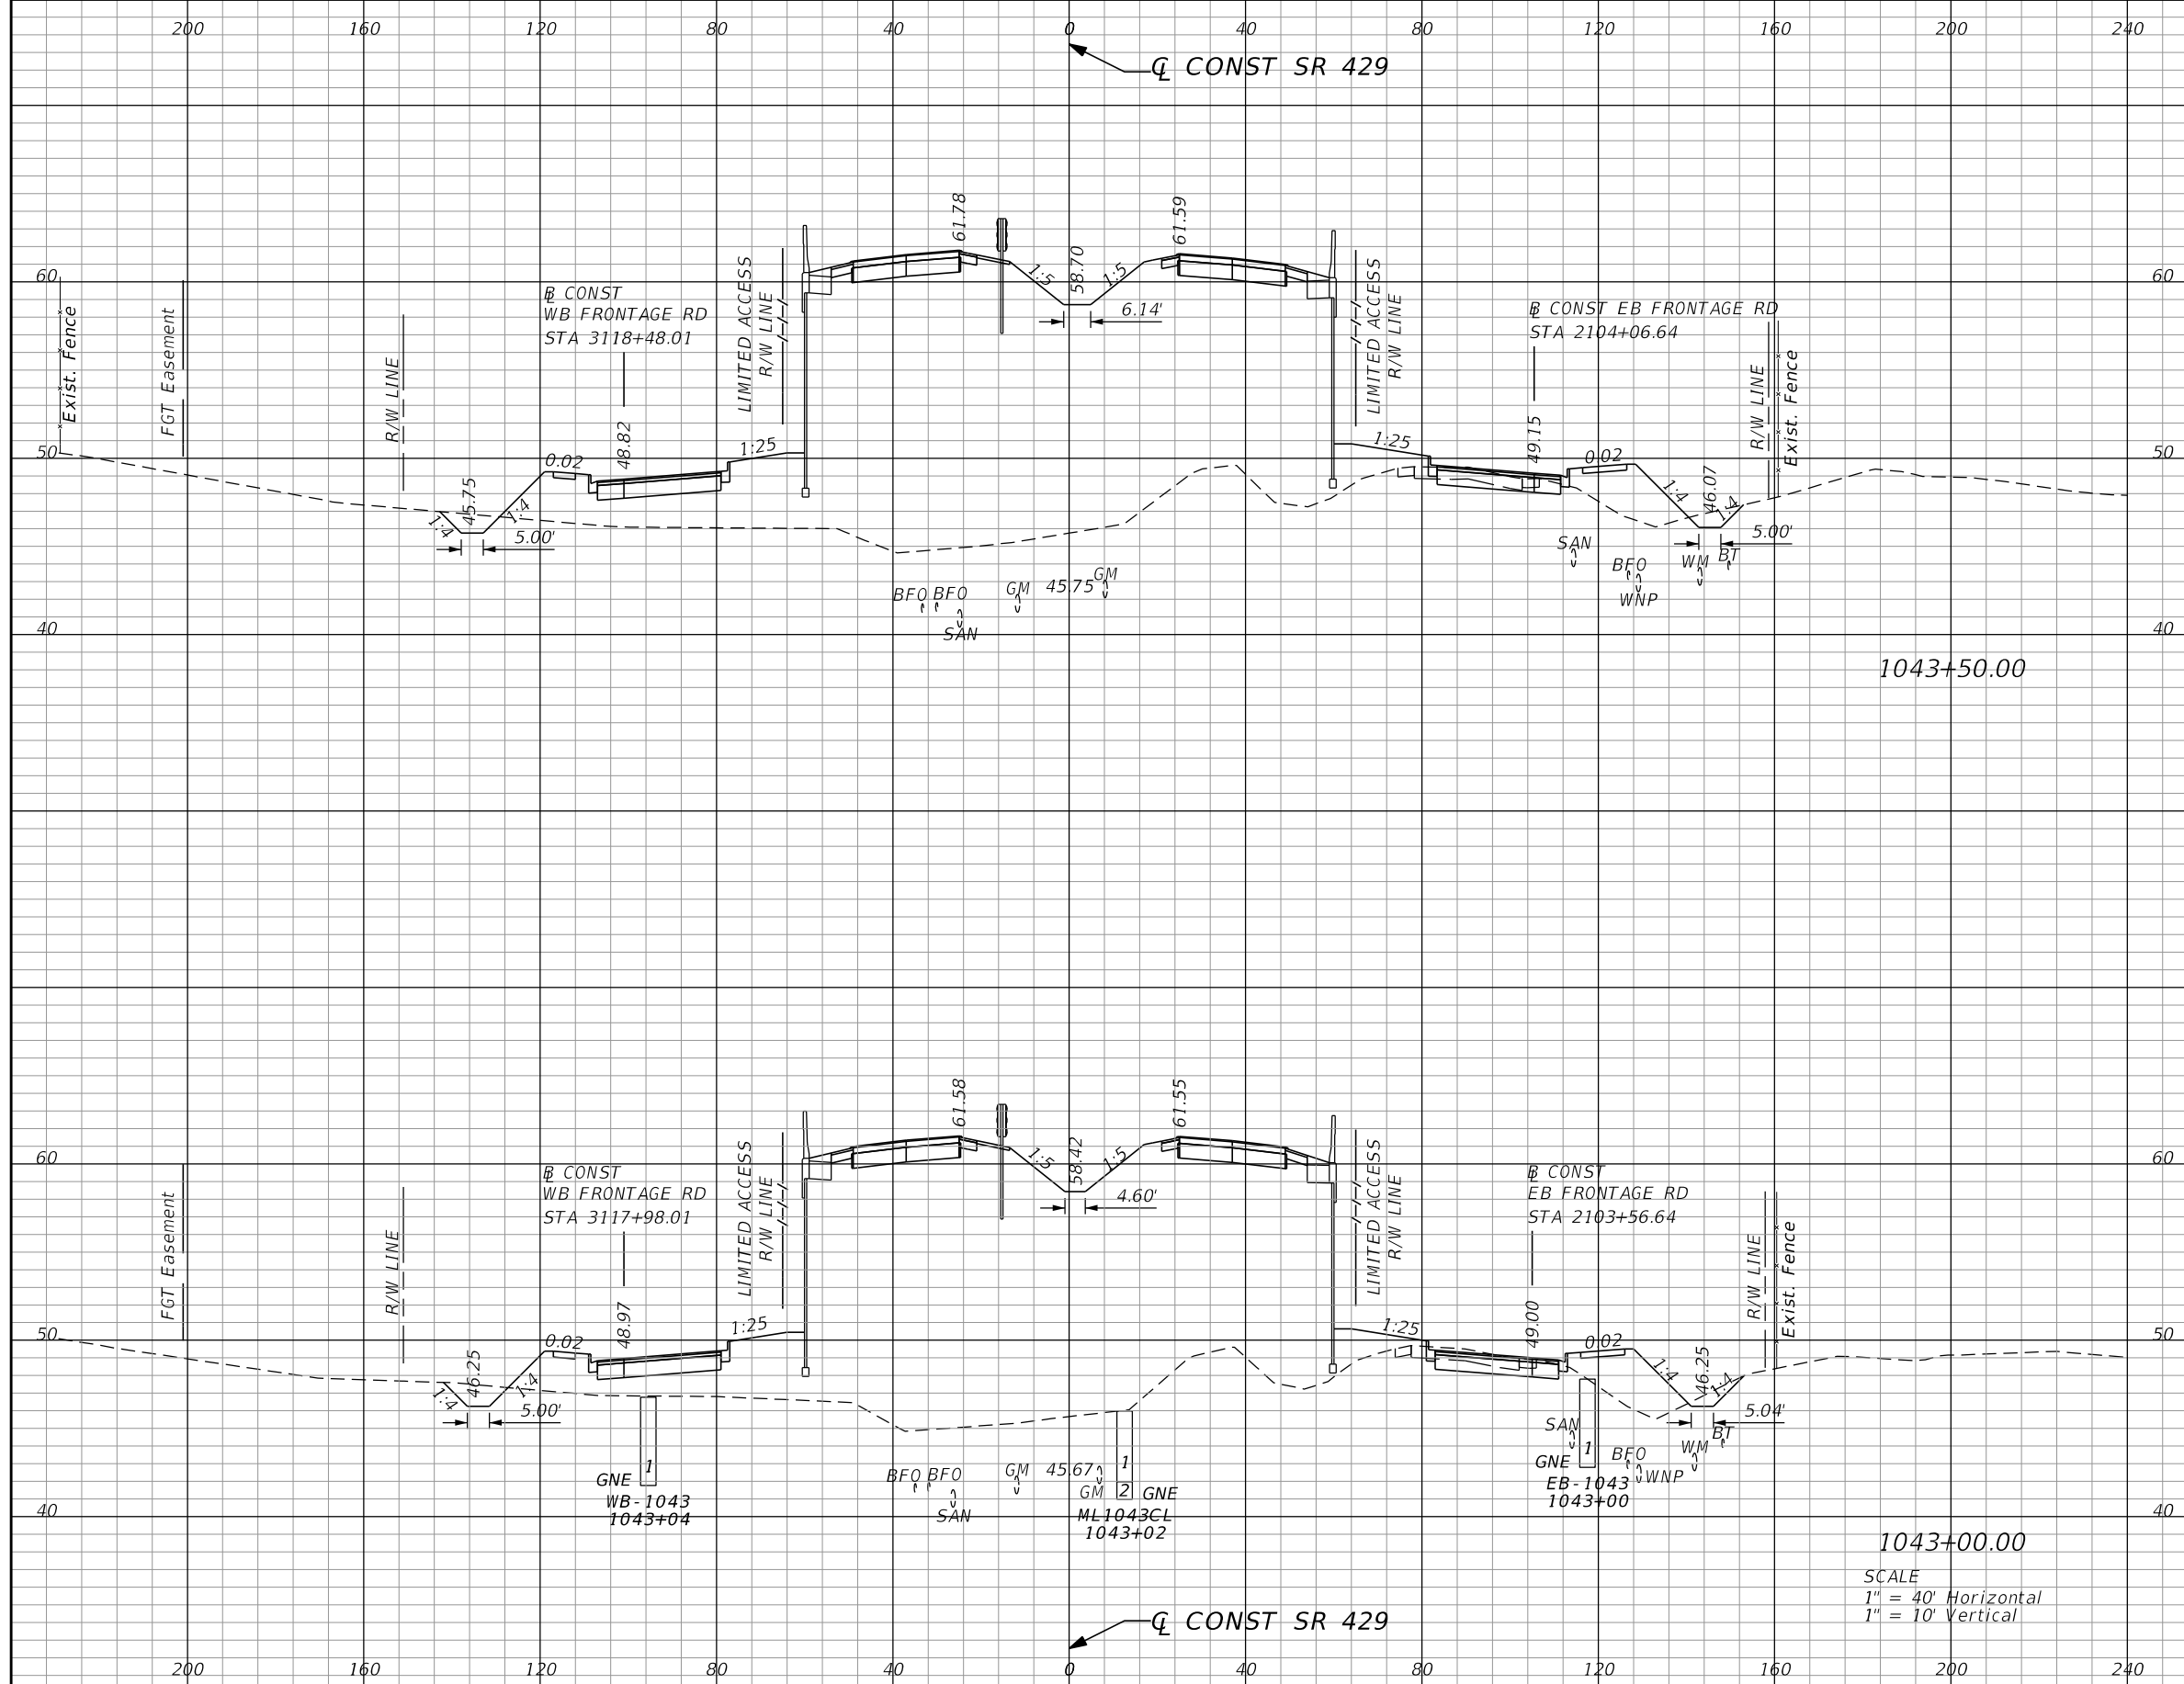 200 160 120 80 40 0 40 80 120 160 200 240
℄ CONST SR 429
61.78
61.59
1:5
58.70
1:5
6.14'
60
60
Exist. Fence
FGT Easement
R/W LINE
B̲L CONST
WB FRONTAGE RD
STA 3118+48.01
LIMITED ACCESS
R/W LINE
LIMITED ACCESS
R/W LINE
B̲L CONST EB FRONTAGE RD
STA 2104+06.64
R/W LINE
Exist. Fence
50
50
0.02
48.82
1:25
1:25
49.15
0.02
1:4
45.75
1:4
5.00'
1:4
46.07
1:4
5.00'
SAN
BFO
WNP
WM
BT
BFO BFO
SAN
GM
45.75
GM
40
40
1043+50.00
61.58
61.55
1:5
58.42
1:5
4.60'
60
60
FGT Easement
R/W LINE
B̲L CONST
WB FRONTAGE RD
STA 3117+98.01
LIMITED ACCESS
R/W LINE
LIMITED ACCESS
R/W LINE
B̲L CONST
EB FRONTAGE RD
STA 2103+56.64
R/W LINE
Exist. Fence
50
50
0.02
48.97
1:25
1:25
49.00
0.02
1:4
46.25
1:4
5.00'
1:4
46.25
1:4
5.04'
1
GNE
WB-1043
1043+04
BFO BFO
SAN
GM
45.67
GM
1
2
GNE
ML1043CL
1043+02
SAN
1
GNE
EB-1043
1043+00
BFO
WNP
WM
BT
40
40
1043+00.00
SCALE
1" = 40' Horizontal
1" = 10' Vertical
℄ CONST SR 429
200 160 120 80 40 0 40 80 120 160 200 240